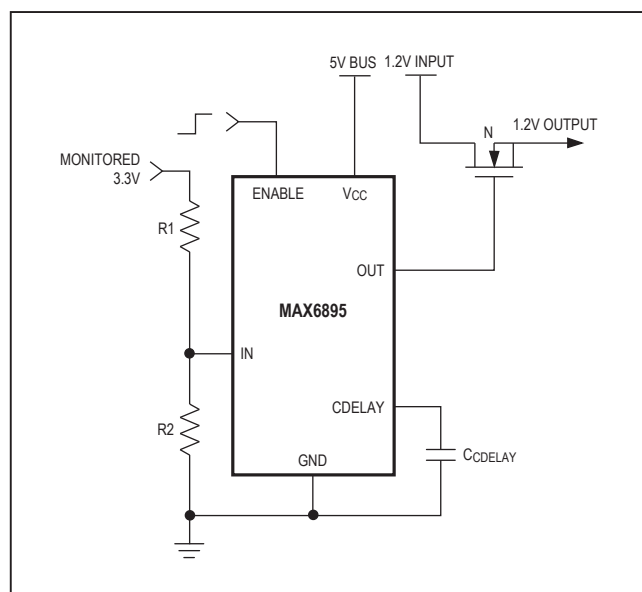 5V BUS
1.2V INPUT
N
1.2V OUTPUT
MONITORED
3.3V
ENABLE
VCC
R1
OUT
MAX6895
IN
CDELAY
R2
GND
CCDELAY